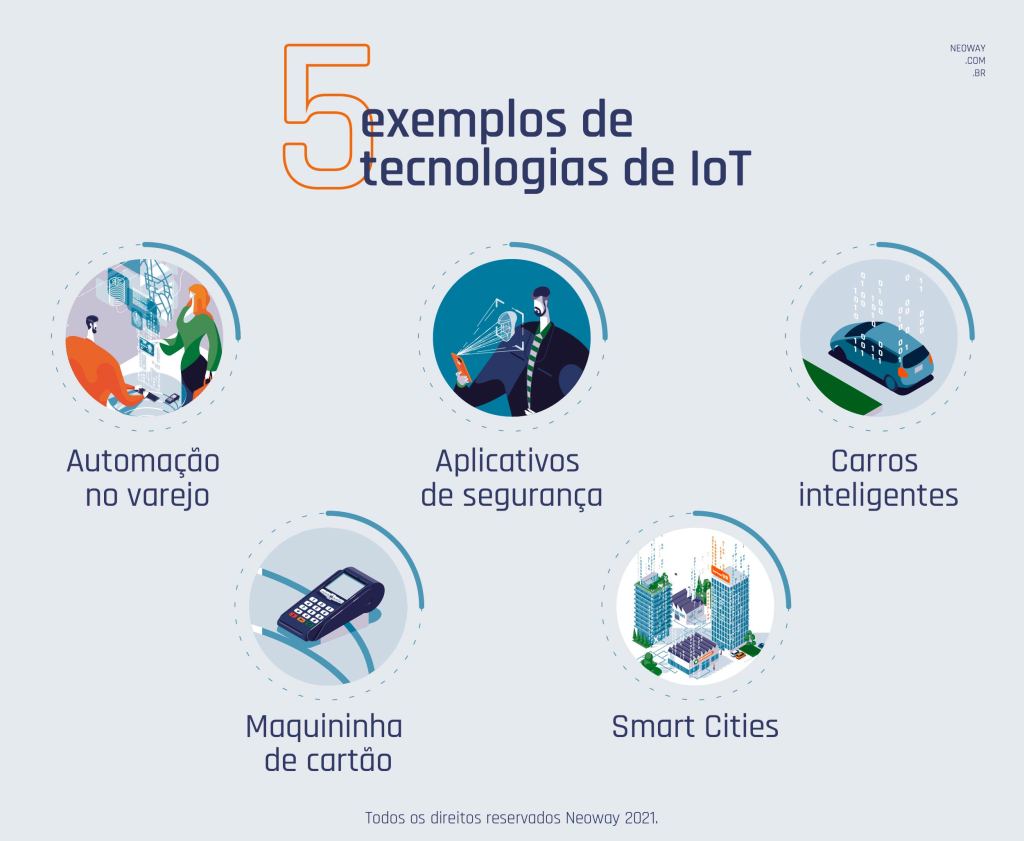 NEOWAY
.COM
.BR
5 exemplos de
tecnologias de IoT
Automação
no varejo
Aplicativos
de segurança
Carros
inteligentes
Maquininha
de cartão
Smart Cities
Todos os direitos reservados Neoway 2021.